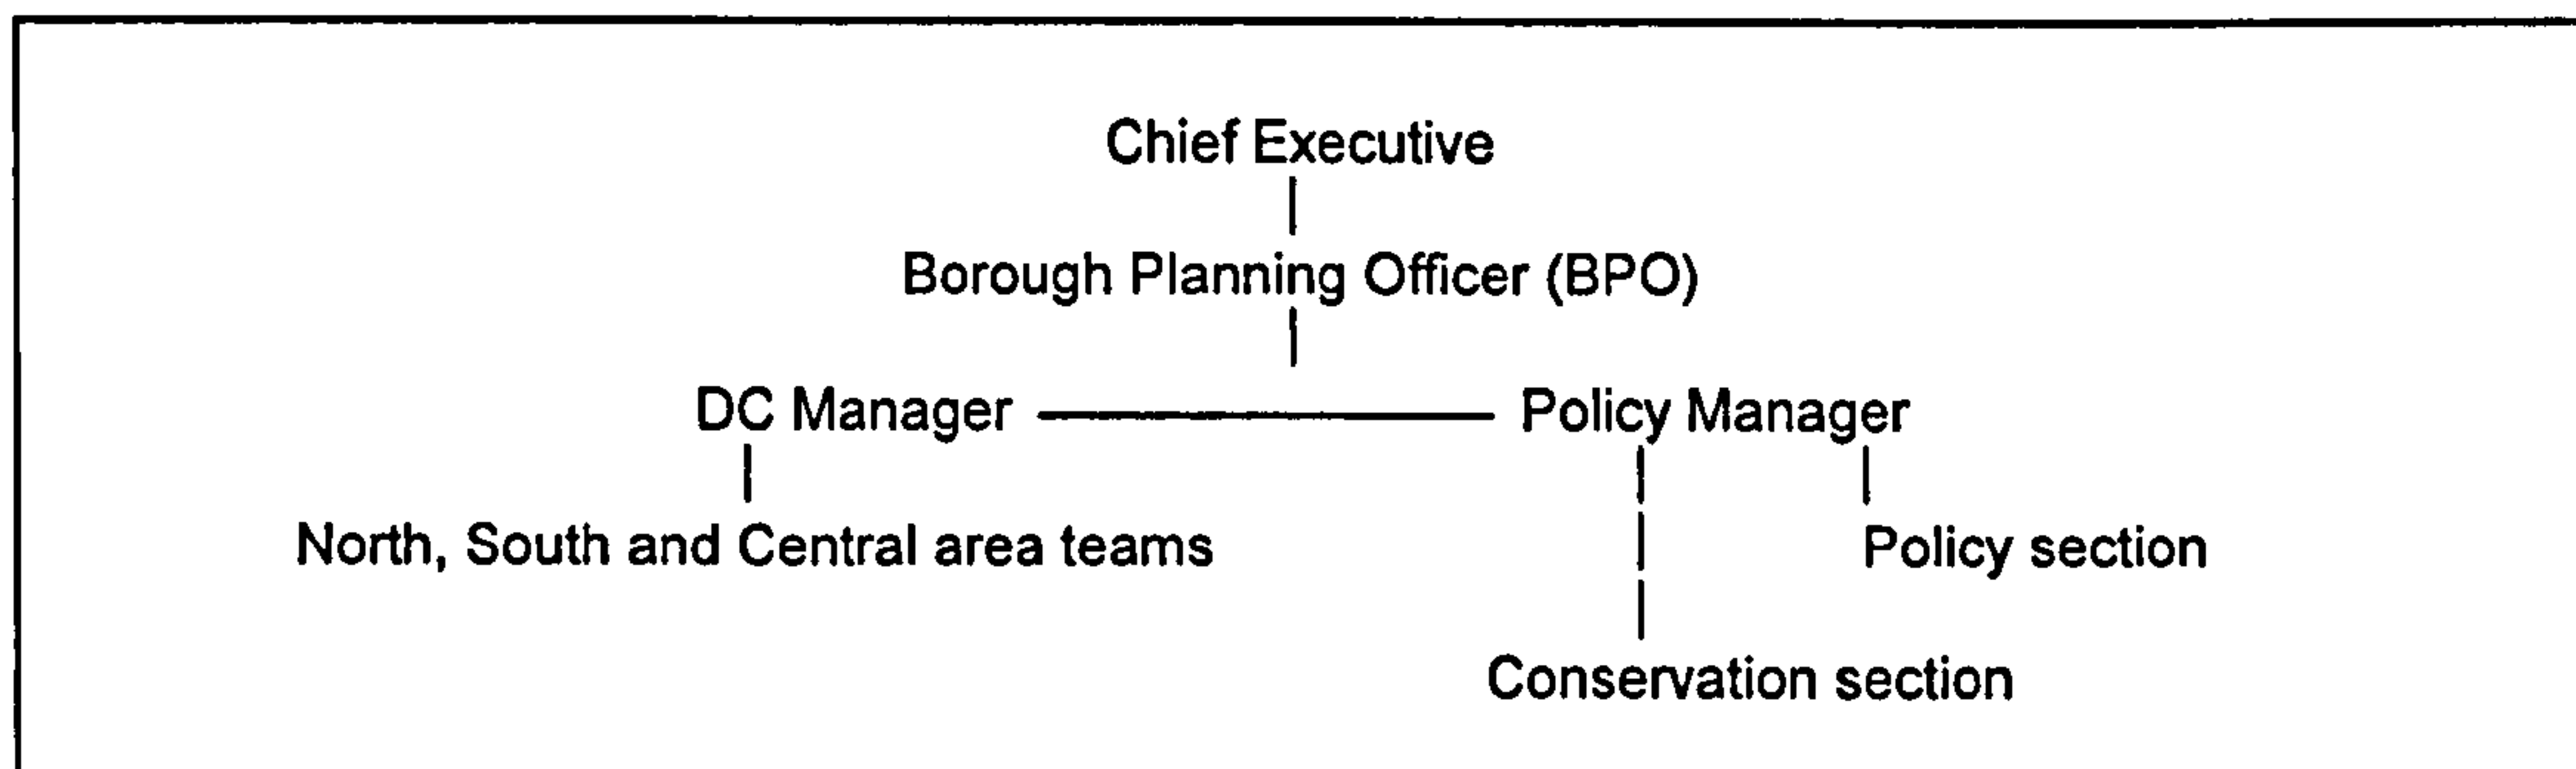 Chief Executive
Borough Planning Officer (BPO)
DC Manager
Policy Manager
North, South and Central area teams
Policy section
Conservation section